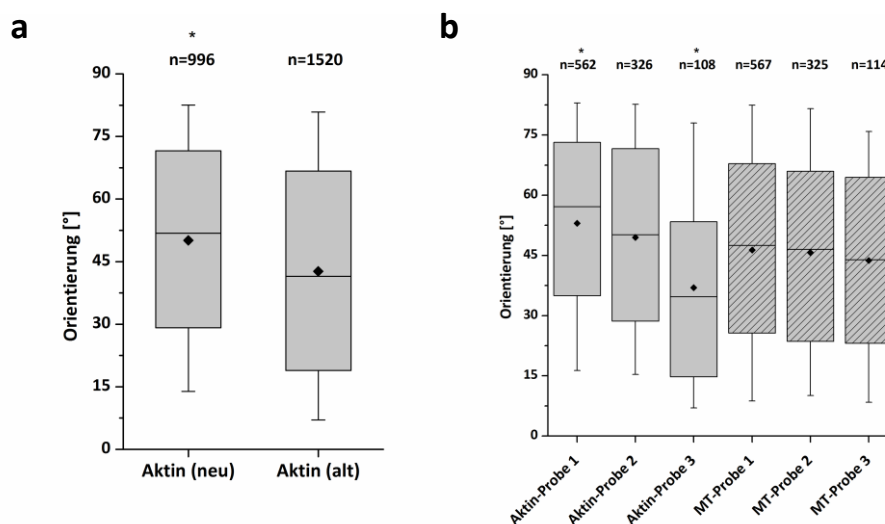 a
*
n=996 n=1520
90
75
60
45
30
15
0
Orientierung [°]
Aktin (neu) Aktin (alt)
b
* *
n=562 n=326 n=108 n=567 n=325 n=114
90
75
60
45
30
15
0
Orientierung [°]
Aktin-Probe 1
Aktin-Probe 2
Aktin-Probe 3
MT-Probe 1
MT-Probe 2
MT-Probe 3